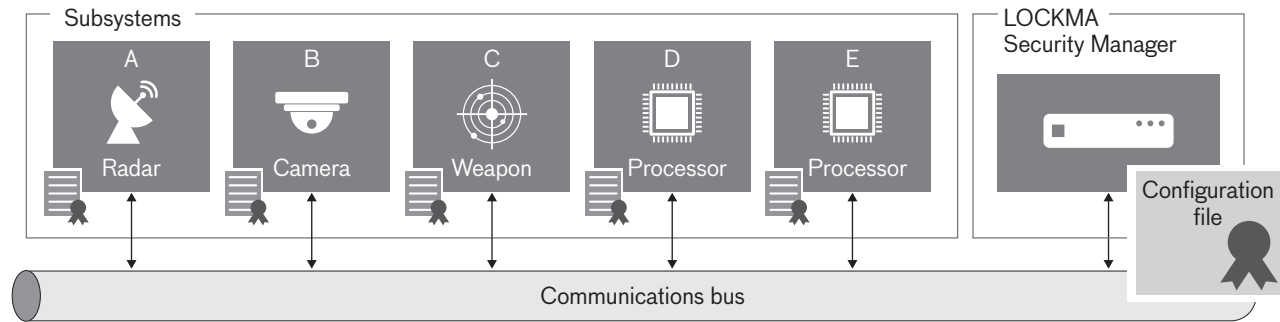 Subsystems
A
Radar
B
Camera
C
Weapon
D
Processor
E
Processor
LOCKMA
Security Manager
Configuration
file
Communications bus